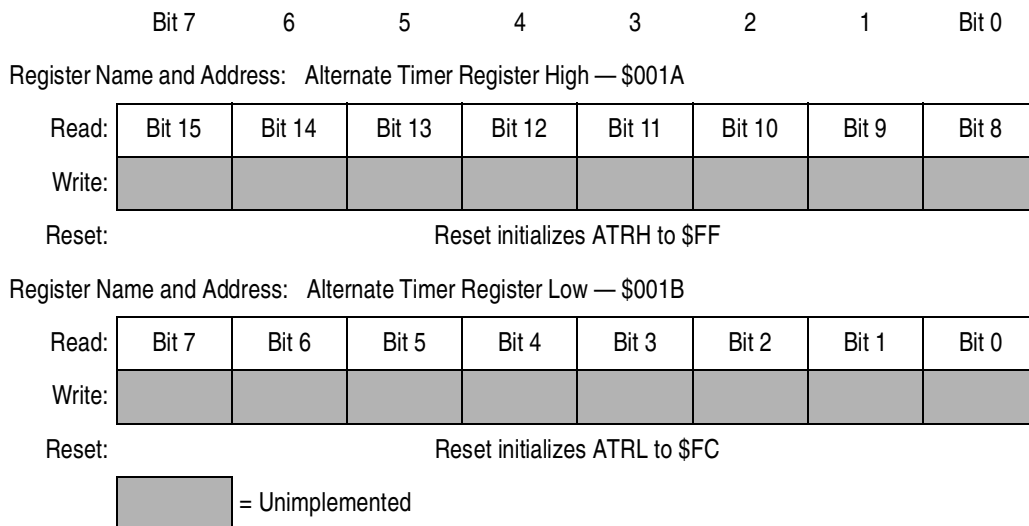 Bit 7 6 5 4 3 2 1 Bit 0
Register Name and Address: Alternate Timer Register High — $001A
Read: Bit 15 Bit 14 Bit 13 Bit 12 Bit 11 Bit 10 Bit 9 Bit 8
Write:
Reset: Reset initializes ATRH to $FF
Register Name and Address: Alternate Timer Register Low — $001B
Read: Bit 7 Bit 6 Bit 5 Bit 4 Bit 3 Bit 2 Bit 1 Bit 0
Write:
Reset: Reset initializes ATRL to $FC
= Unimplemented